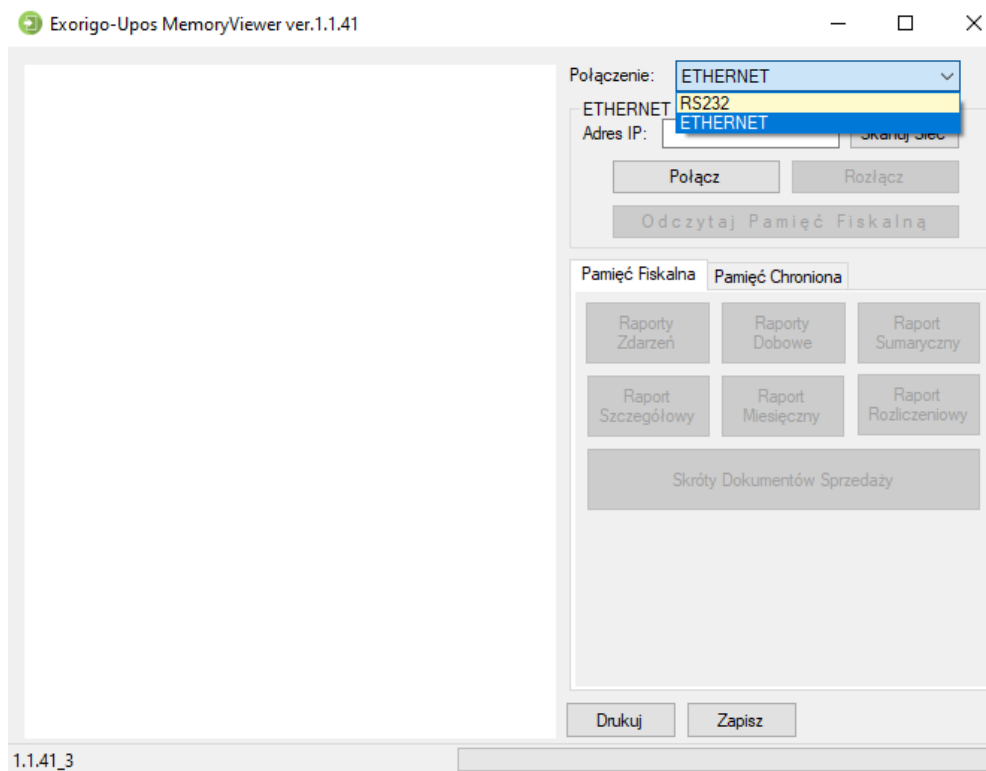 Exorigo-Upos MemoryViewer ver.1.1.41
Połączenie:
ETHERNET
RS232
ETHERNET
ETHERNET
Adres IP:
Skanuj Sieć
Połącz
Rozłącz
Odczytaj Pamięć Fiskalną
Pamięć Fiskalna
Pamięć Chroniona
Raporty
Zdarzeń
Raporty
Dobowe
Raport
Sumaryczny
Raport
Szczegółowy
Raport
Miesięczny
Raport
Rozliczeniowy
Skróty Dokumentów Sprzedaży
Drukuj
Zapisz
1.1.41_3